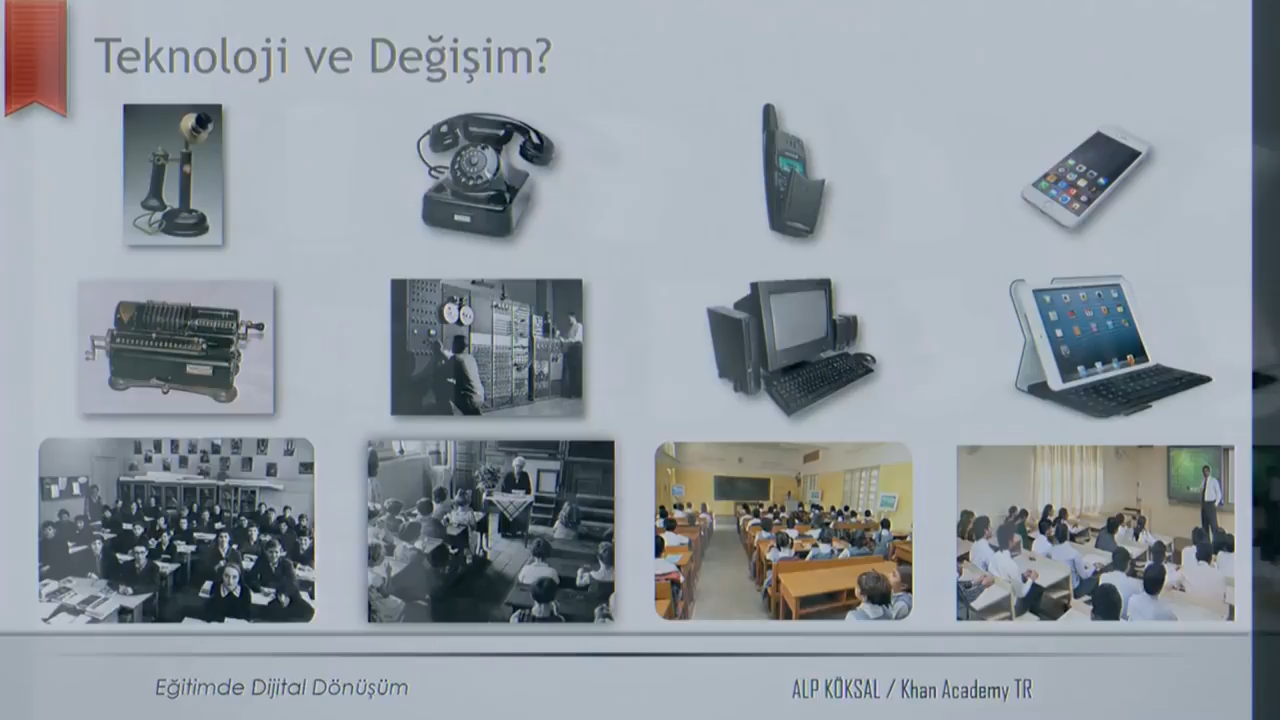 Teknoloji ve Değişim?
Eğitimde Dijital Dönüşüm
ALP KÖKSAL / Khan Academy TR